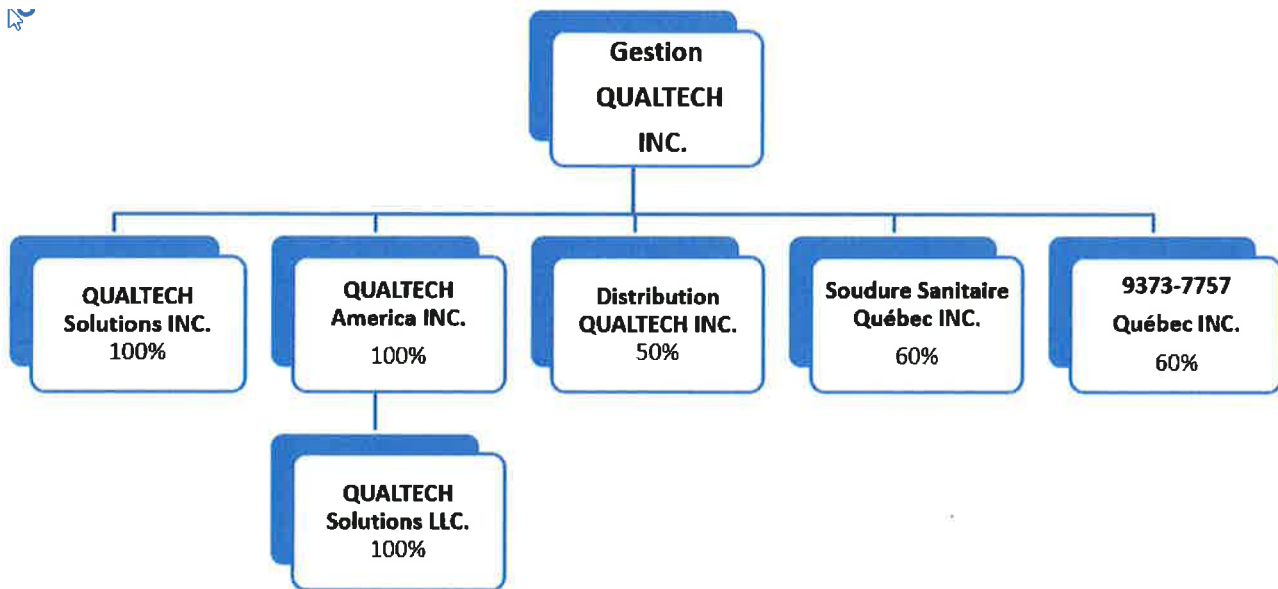 Gestion
QUALTECH
INC.
QUALTECH
Solutions INC.
100%
QUALTECH
America INC.
100%
Distribution
QUALTECH INC.
50%
Soudure Sanitaire
Québec INC.
60%
9373-7757
Québec INC.
60%
QUALTECH
Solutions LLC.
100%